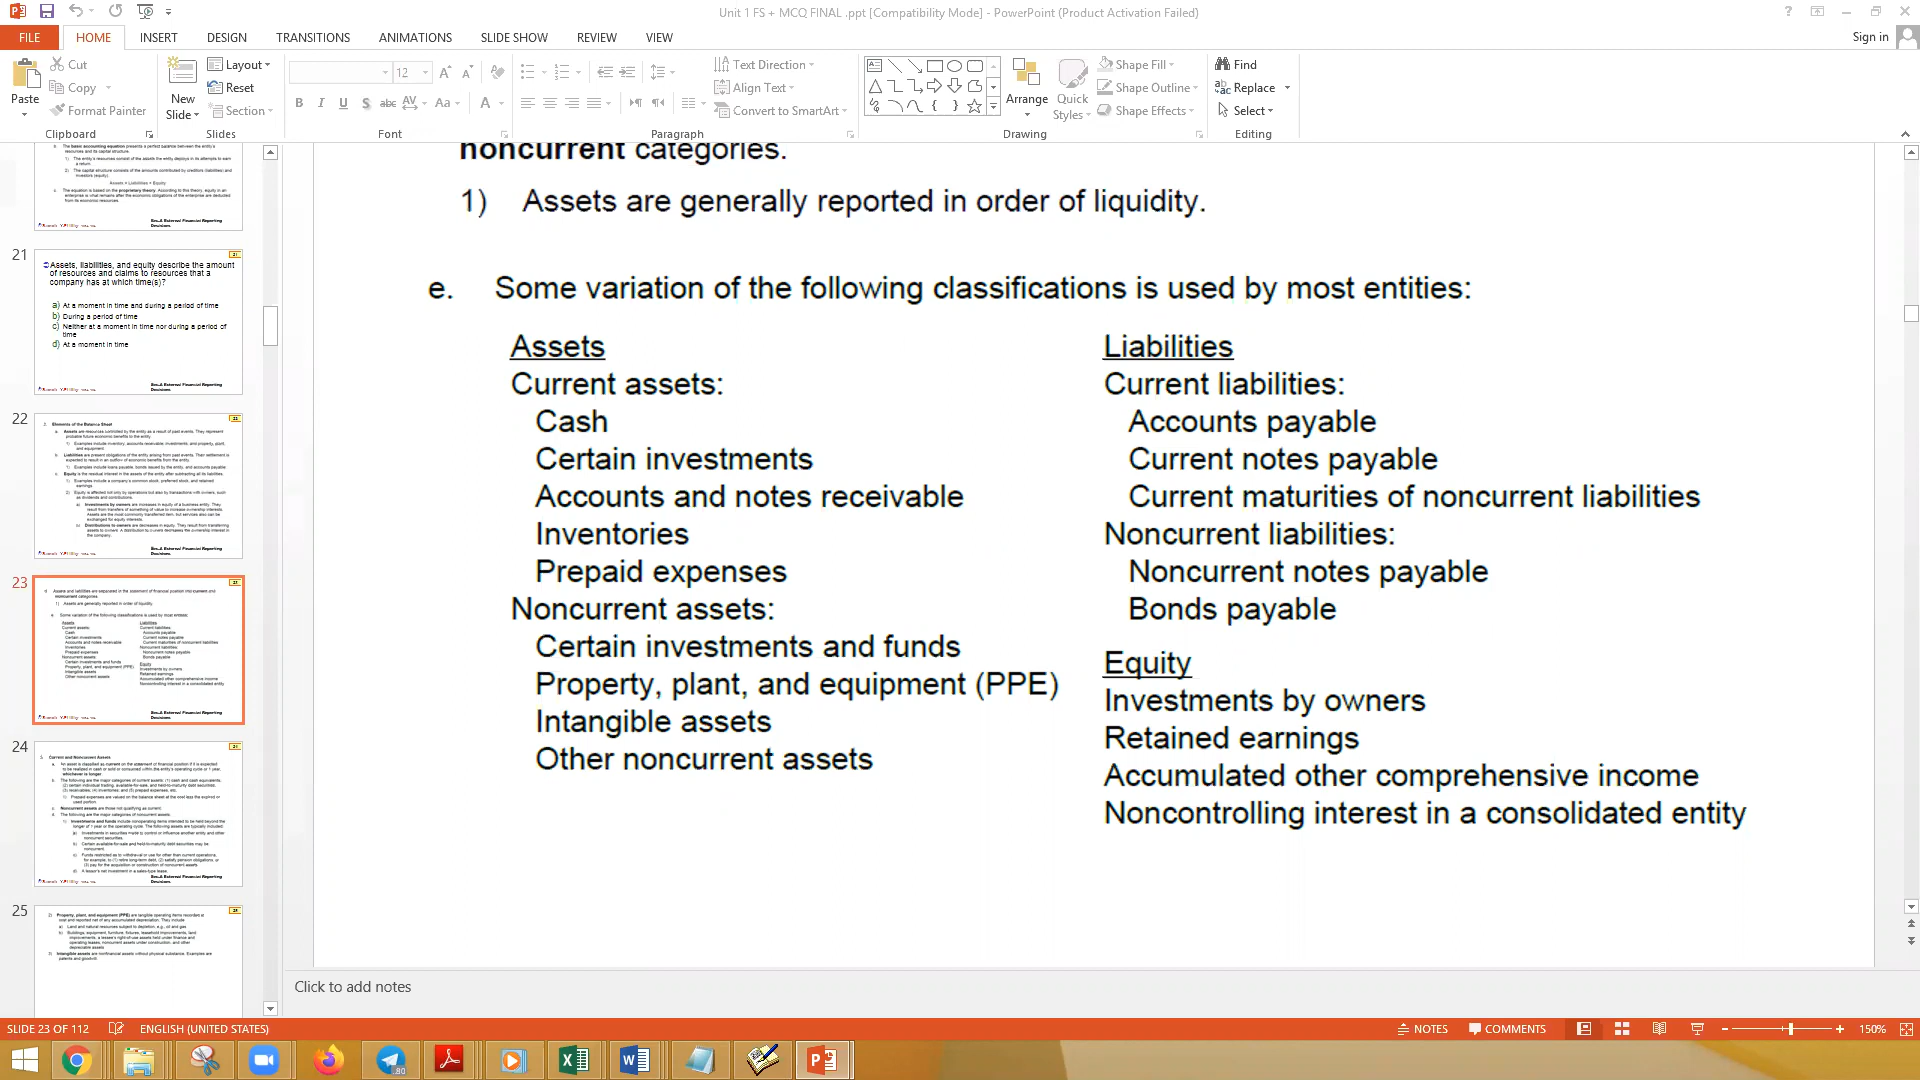 Unit 1 FS + MCQ FINAL .ppt [Compatibility Mode] - PowerPoint (Product Activation Failed)
FILE HOME INSERT DESIGN TRANSITIONS ANIMATIONS SLIDE SHOW REVIEW VIEW Sign in
Cut Layout 12 Text Direction Shape Fill Find
Copy Reset Align Text Shape Outline Replace
Paste Format Painter New Slide Section Convert to SmartArt Arrange Quick Styles Shape Effects Select
Clipboard Slides Font Paragraph Drawing Editing
21
Assets, liabilities, and equity describe the amount
of resources and claims to resources that a
company has at which time(s)?
a) At a moment in time and during a period of time
b) During a period of time
c) Neither at a moment in time nor during a period of
time
d) At a moment in time
22
23
24
25
noncurrent categories.
1) Assets are generally reported in order of liquidity.
e. Some variation of the following classifications is used by most entities:
Assets
Current assets:
Cash
Certain investments
Accounts and notes receivable
Inventories
Prepaid expenses
Noncurrent assets:
Certain investments and funds
Property, plant, and equipment (PPE)
Intangible assets
Other noncurrent assets
Liabilities
Current liabilities:
Accounts payable
Current notes payable
Current maturities of noncurrent liabilities
Noncurrent liabilities:
Noncurrent notes payable
Bonds payable
Equity
Investments by owners
Retained earnings
Accumulated other comprehensive income
Noncontrolling interest in a consolidated entity
Click to add notes
SLIDE 23 OF 112 ENGLISH (UNITED STATES) NOTES COMMENTS 150%